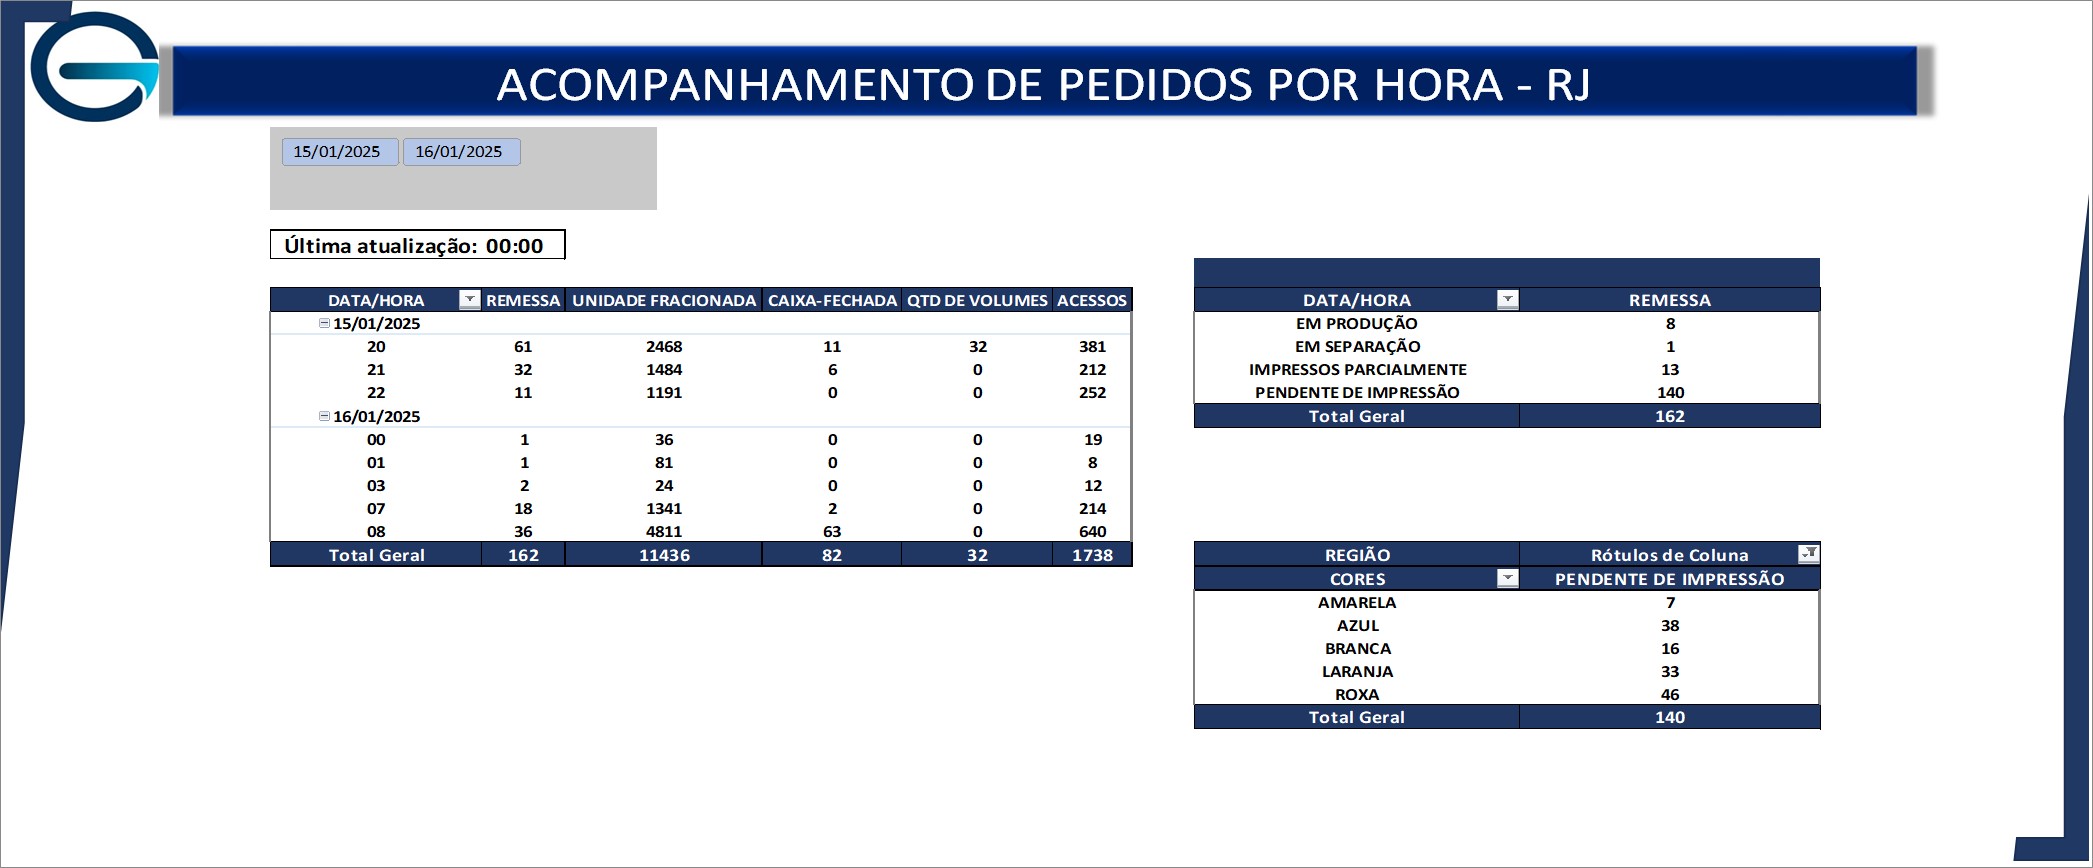 ACOMPANHAMENTO DE PEDIDOS POR HORA - RJ
15/01/2025 16/01/2025
Última atualização: 00:00
DATA/HORA REMESSA UNIDADE FRACIONADA CAIXA-FECHADA QTD DE VOLUMES ACESSOS
15/01/2025
20 61 2468 11 32 381
21 32 1484 6 0 212
22 11 1191 0 0 252
16/01/2025
00 1 36 0 0 19
01 1 81 0 0 8
03 2 24 0 0 12
07 18 1341 2 0 214
08 36 4811 63 0 640
Total Geral 162 11436 82 32 1738
DATA/HORA REMESSA
EM PRODUÇÃO 8
EM SEPARAÇÃO 1
IMPRESSOS PARCIALMENTE 13
PENDENTE DE IMPRESSÃO 140
Total Geral 162
REGIÃO Rótulos de Coluna
CORES PENDENTE DE IMPRESSÃO
AMARELA 7
AZUL 38
BRANCA 16
LARANJA 33
ROXA 46
Total Geral 140